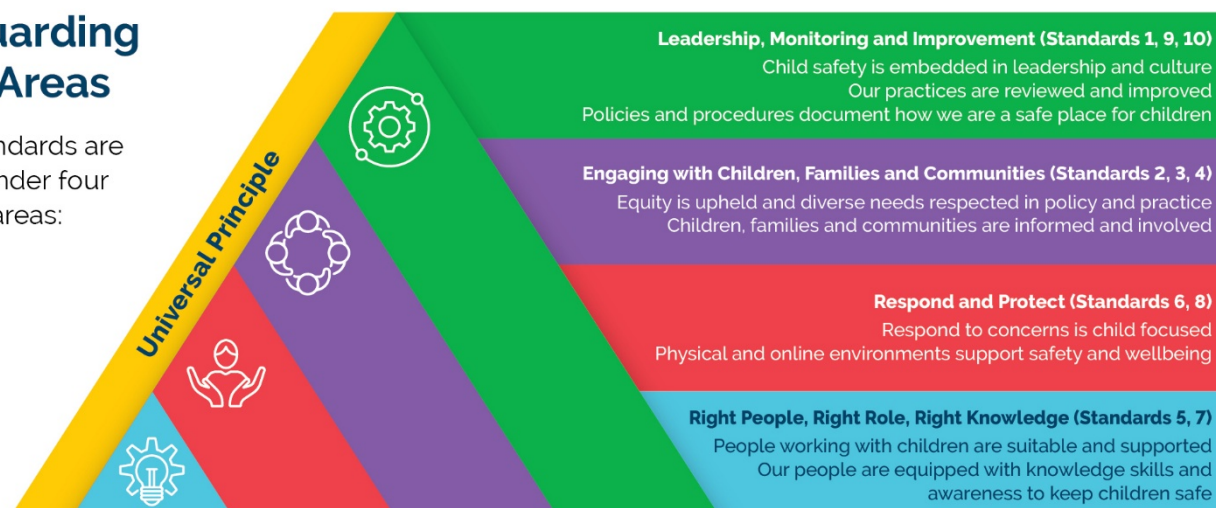 Areas
are
four
areas:
Universal Principle
Leadership, Monitoring and Improvement (Standards 1, 9, 10)
Child safety is embedded in leadership and culture
Our practices are reviewed and improved
Policies and procedures document how we are a safe place for children
Engaging with Children, Families and Communities (Standards 2, 3, 4)
Equity is upheld and diverse needs respected in policy and practice
Children, families and communities are informed and involved
Respond and Protect (Standards 6, 8)
Respond to concerns is child focused
Physical and online environments support safety and wellbeing
Right People, Right Role, Right Knowledge (Standards 5, 7)
People working with children are suitable and supported
Our people are equipped with knowledge skills and
awareness to keep children safe